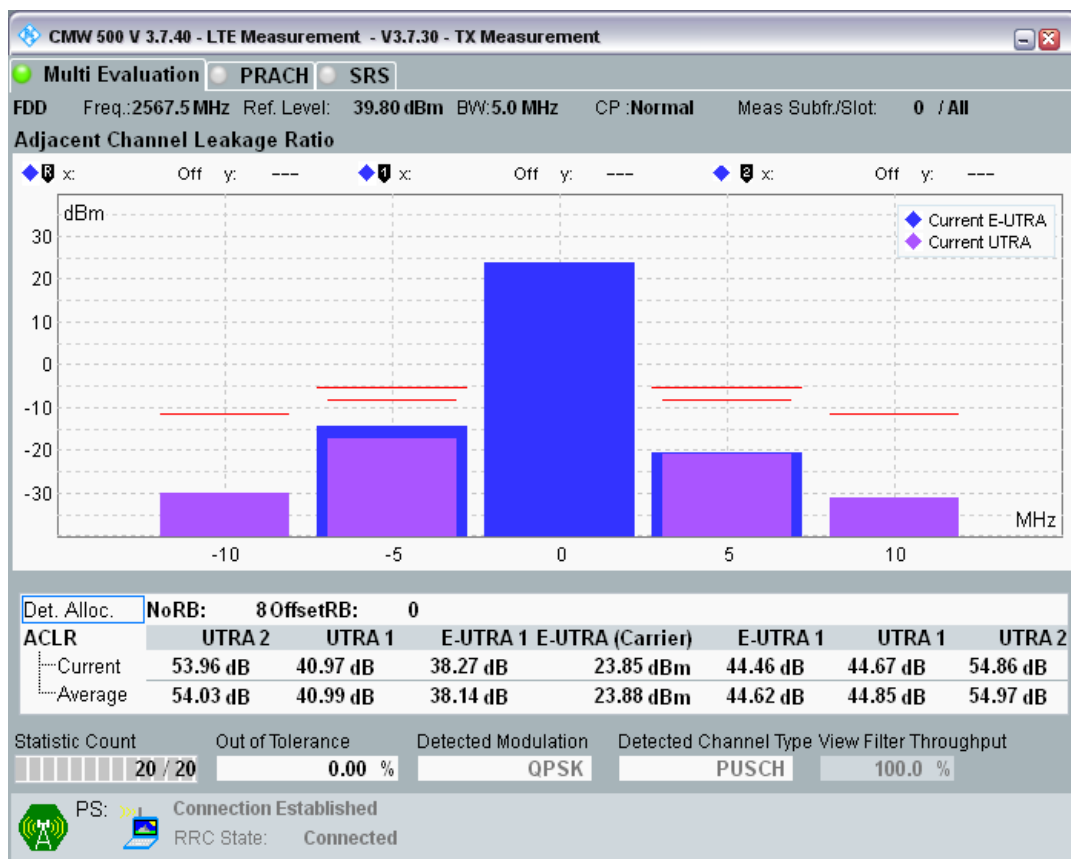 CMW 500 V 3.7.40 - LTE Measurement - V3.7.30 - TX Measurement
Multi Evaluation PRACH SRS
FDD Freq.:2567.5 MHz Ref. Level: 39.80 dBm BW:5.0 MHz CP :Normal Meas Subfr./Slot: 0 / All
Adjacent Channel Leakage Ratio
R x: Off y: --- 1 x: Off y: --- 2 x: Off y: ---
dBm
Current E-UTRA
Current UTRA
30
20
10
0
-10
-20
-30
MHz
-10 -5 0 5 10
Det. Alloc. NoRB: 8 OffsetRB: 0
ACLR UTRA 2 UTRA 1 E-UTRA 1 E-UTRA (Carrier) E-UTRA 1 UTRA 1 UTRA 2
Current 53.96 dB 40.97 dB 38.27 dB 23.85 dBm 44.46 dB 44.67 dB 54.86 dB
Average 54.03 dB 40.99 dB 38.14 dB 23.88 dBm 44.62 dB 44.85 dB 54.97 dB
Statistic Count Out of Tolerance Detected Modulation Detected Channel Type View Filter Throughput
20 / 20 0.00 % QPSK PUSCH 100.0 %
PS: Connection Established
RRC State: Connected